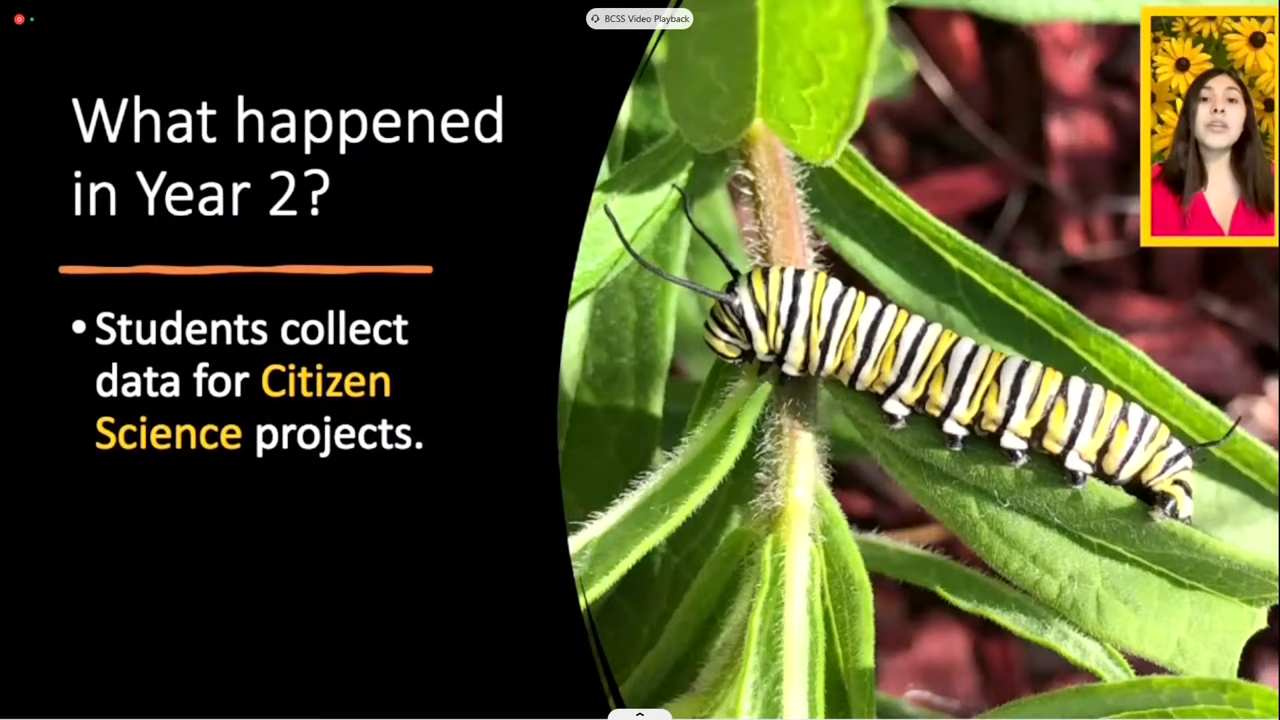 BCSS Video Playback
What happened
in Year 2?
• Students collect
data for Citizen
Science projects.